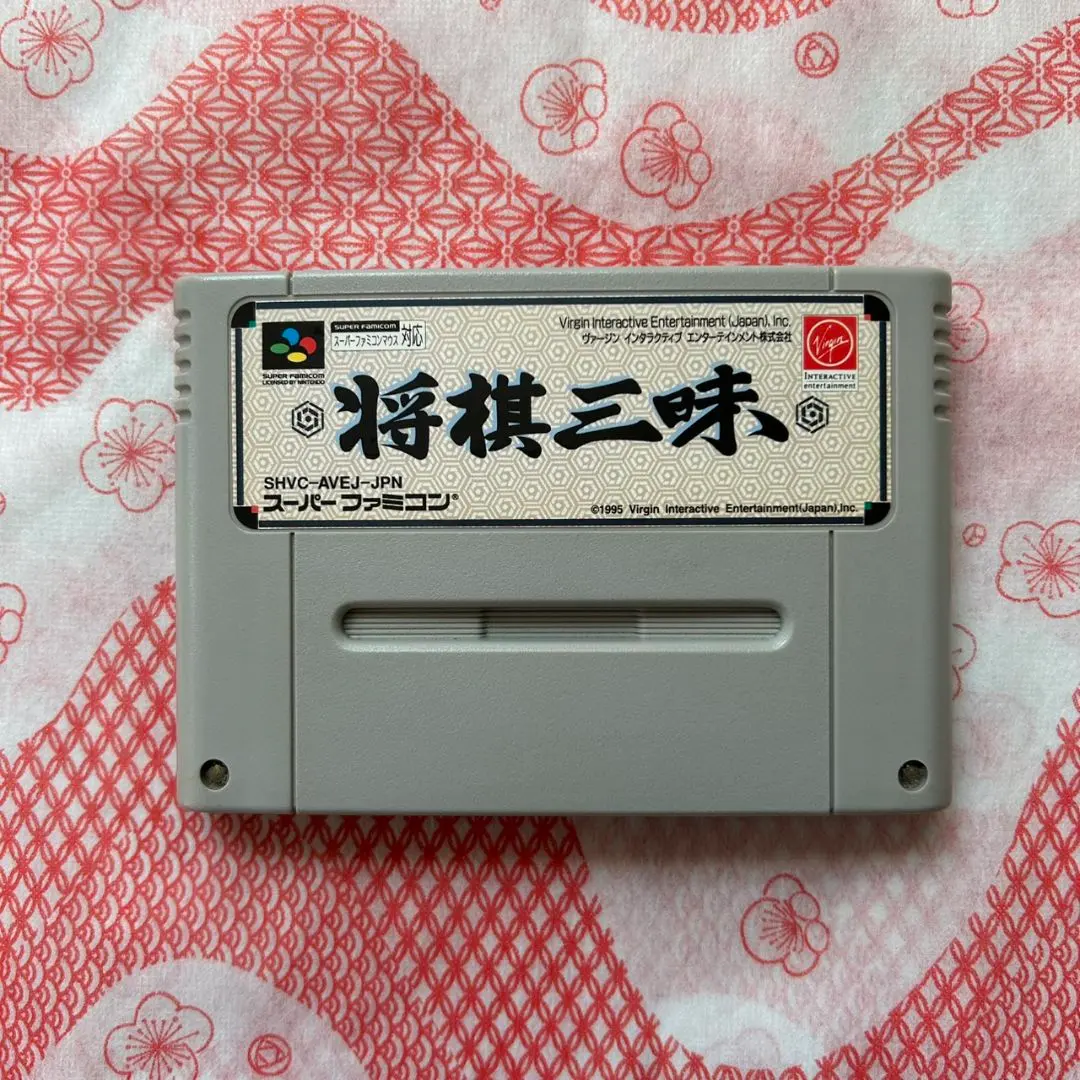 SUPER FAMICOM
LICENSED BY NINTENDO
SUPER FAMICOM
スーパーファミコンマウス
対応
Virgin Interactive Entertainment (Japan), Inc.
ヴァージン インタラクティブ エンターテインメント株式会社
Virgin
INTERACTIVE
entertainment
将棋三昧
SHVC-AVEJ-JPN
スーパーファミコン®
©1995 Virgin Interactive Entertainment(Japan),Inc.